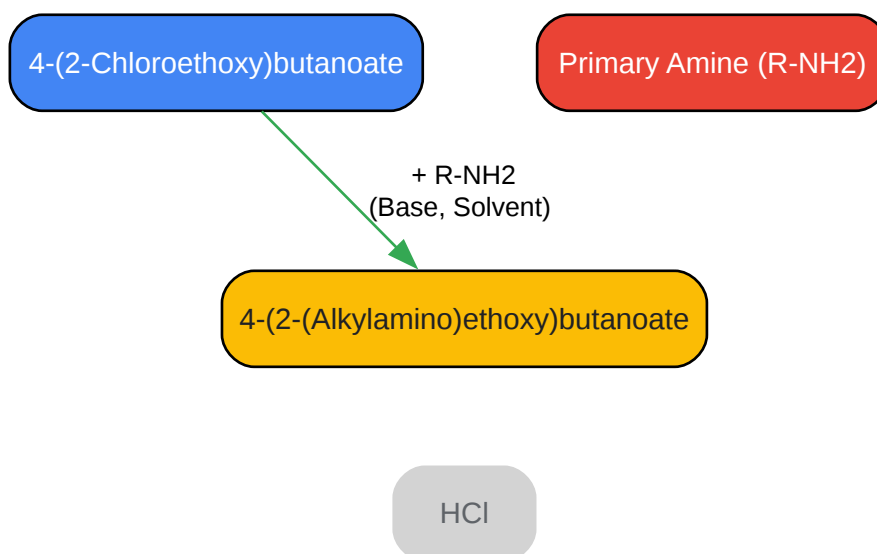 4-(2-Chloroethoxy)butanoate
Primary Amine (R-NH2)
+ R-NH2
(Base, Solvent)
4-(2-(Alkylamino)ethoxy)butanoate
HCl